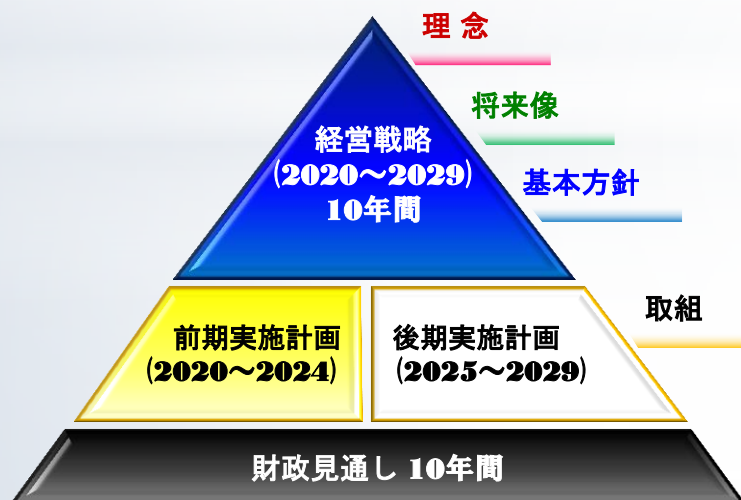 理 念
将来像
基本方針
経営戦略
(2020～2029)
10年間
取組
前期実施計画
(2020～2024)
後期実施計画
(2025～2029)
財政見通し 10年間